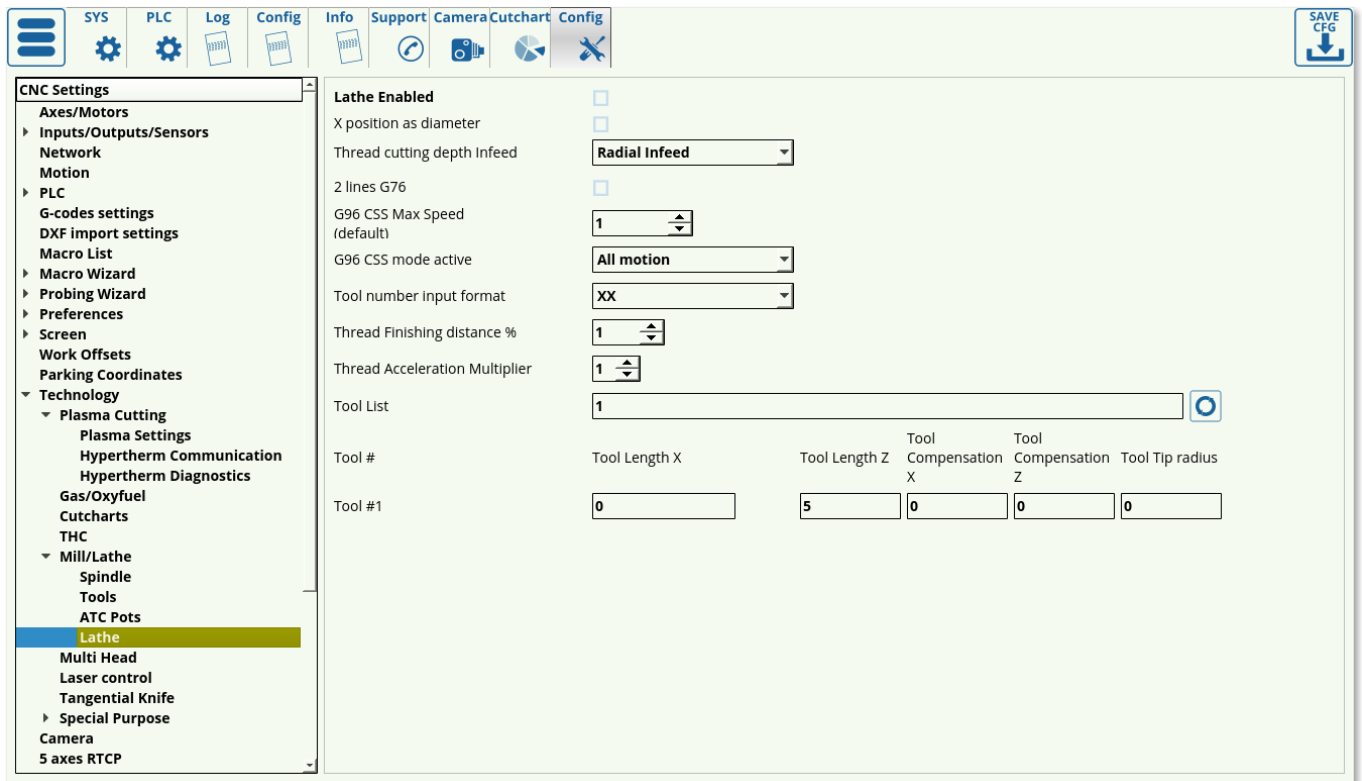 SYS PLC Log Config Info Support Camera Cutchart Config
SAVE
CFG
CNC Settings
Axes/Motors
Inputs/Outputs/Sensors
Network
Motion
PLC
G-codes settings
DXF import settings
Macro List
Macro Wizard
Probing Wizard
Preferences
Screen
Work Offsets
Parking Coordinates
Technology
Plasma Cutting
Plasma Settings
Hypertherm Communication
Hypertherm Diagnostics
Gas/Oxyfuel
Cutcharts
THC
Mill/Lathe
Spindle
Tools
ATC Pots
Lathe
Multi Head
Laser control
Tangential Knife
Special Purpose
Camera
5 axes RTCP
Lathe Enabled
X position as diameter
Thread cutting depth Infeed Radial Infeed
2 lines G76
G96 CSS Max Speed
(default) 1
G96 CSS mode active All motion
Tool number input format XX
Thread Finishing distance % 1
Thread Acceleration Multiplier 1
Tool List 1
Tool # Tool Length X Tool Length Z Tool
Compensation
X Tool
Compensation
Z Tool Tip radius
Tool #1 0 5 0 0 0